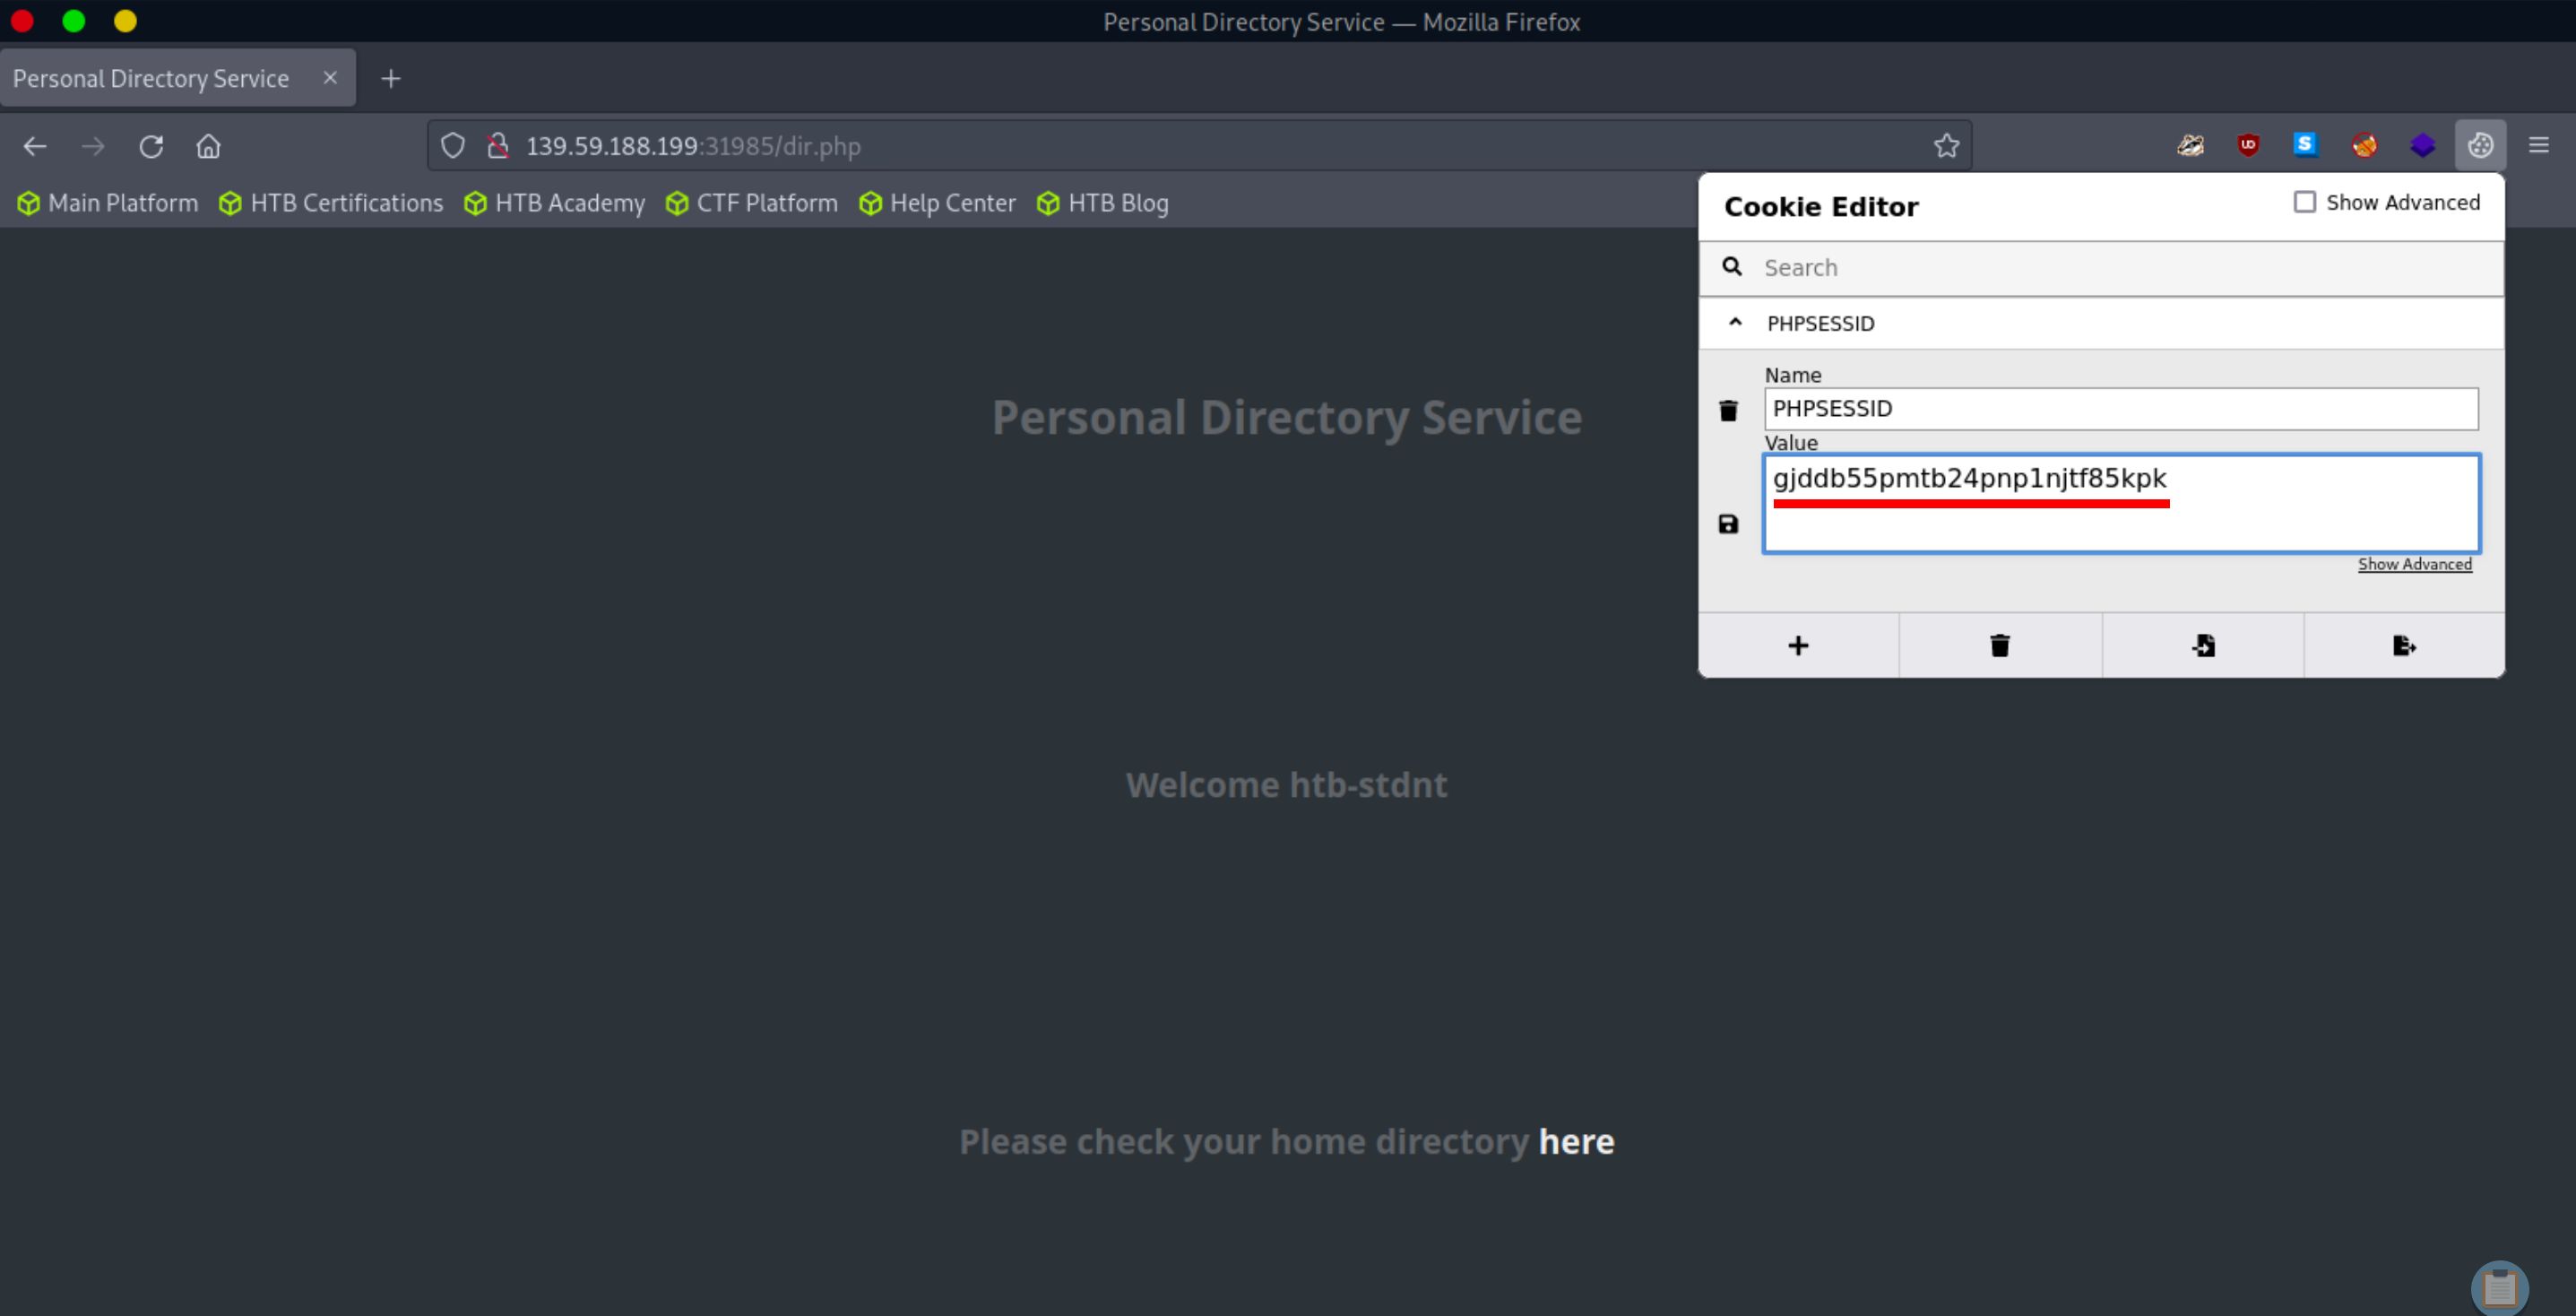 Personal Directory Service — Mozilla Firefox
Personal Directory Service
139.59.188.199:31985/dir.php
Main Platform HTB Certifications HTB Academy CTF Platform Help Center HTB Blog
Cookie Editor
Show Advanced
Search
PHPSESSID
Name
PHPSESSID
Value
gjddb55pmtb24pnp1njtf85kpk
Show Advanced
Personal Directory Service
Welcome htb-stdnt
Please check your home directory here